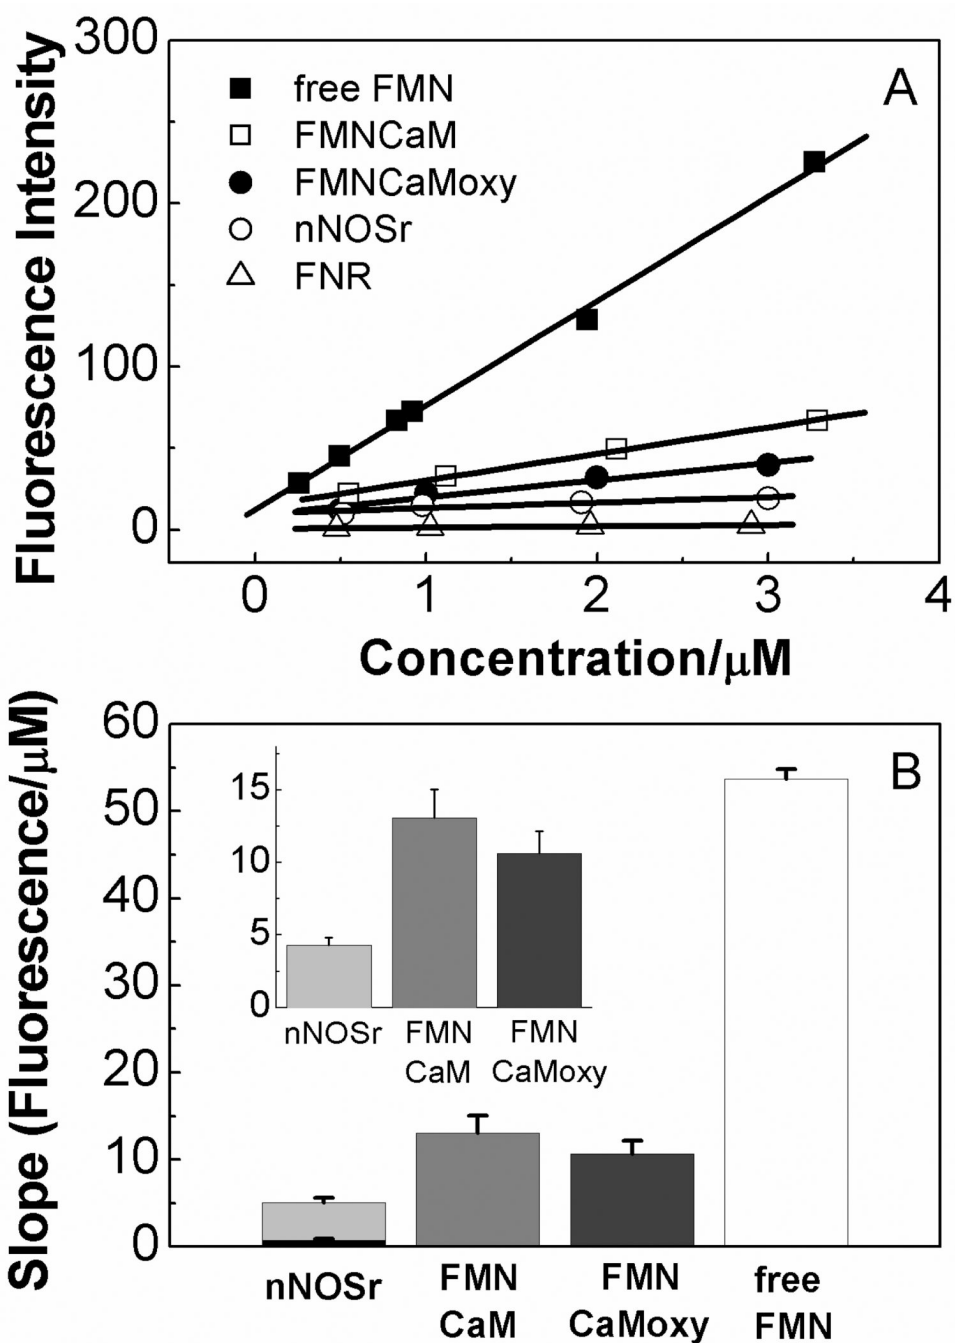 Fluorescence Intensity
300
200
100
0
A
free FMN
FMNCaM
FMNCaMoxy
nNOSr
FNR
0 1 2 3 4
Concentration/μM
Slope (Fluorescence/μM)
60
50
40
30
20
10
0
B
15
10
5
0
nNOSr FMN CaM FMN CaMoxy
nNOSr FMN CaM FMN CaMoxy free FMN